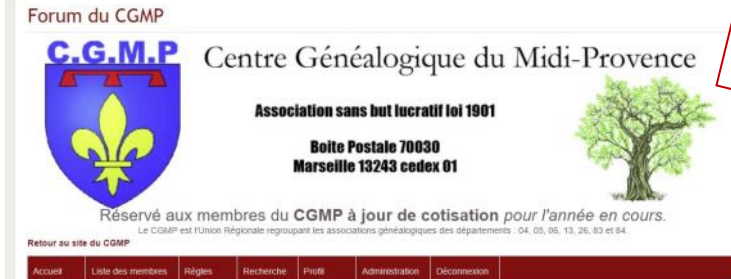 Forum du CGMP
C.G.M.P
Centre Généalogique du Midi-Provence
Association sans but lucratif loi 1901
Boite Postale 70030
Marseille 13243 cedex 01
Réservé aux membres du CGMP à jour de cotisation pour l'année en cours.
Le CGMP est l'Union Régionale regroupant les associations généalogiques des départements : 04, 05, 06, 13, 26, 83 et 84.
Retour au site du CGMP
Accueil Liste des membres Règles Recherche Profil Administration Déconnexion